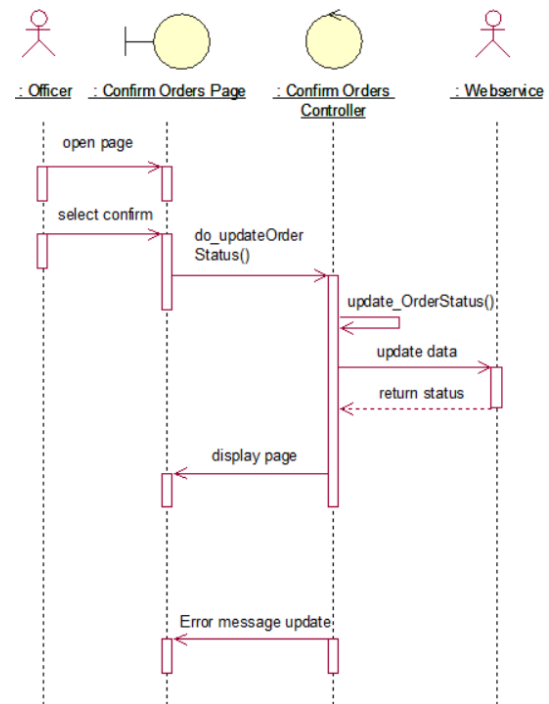 : Officer
: Confirm Orders Page
: Confirm Orders
Controller
: Webservice
open page
select confirm
do_updateOrder
Status()
update_OrderStatus()
update data
return status
display page
Error message update